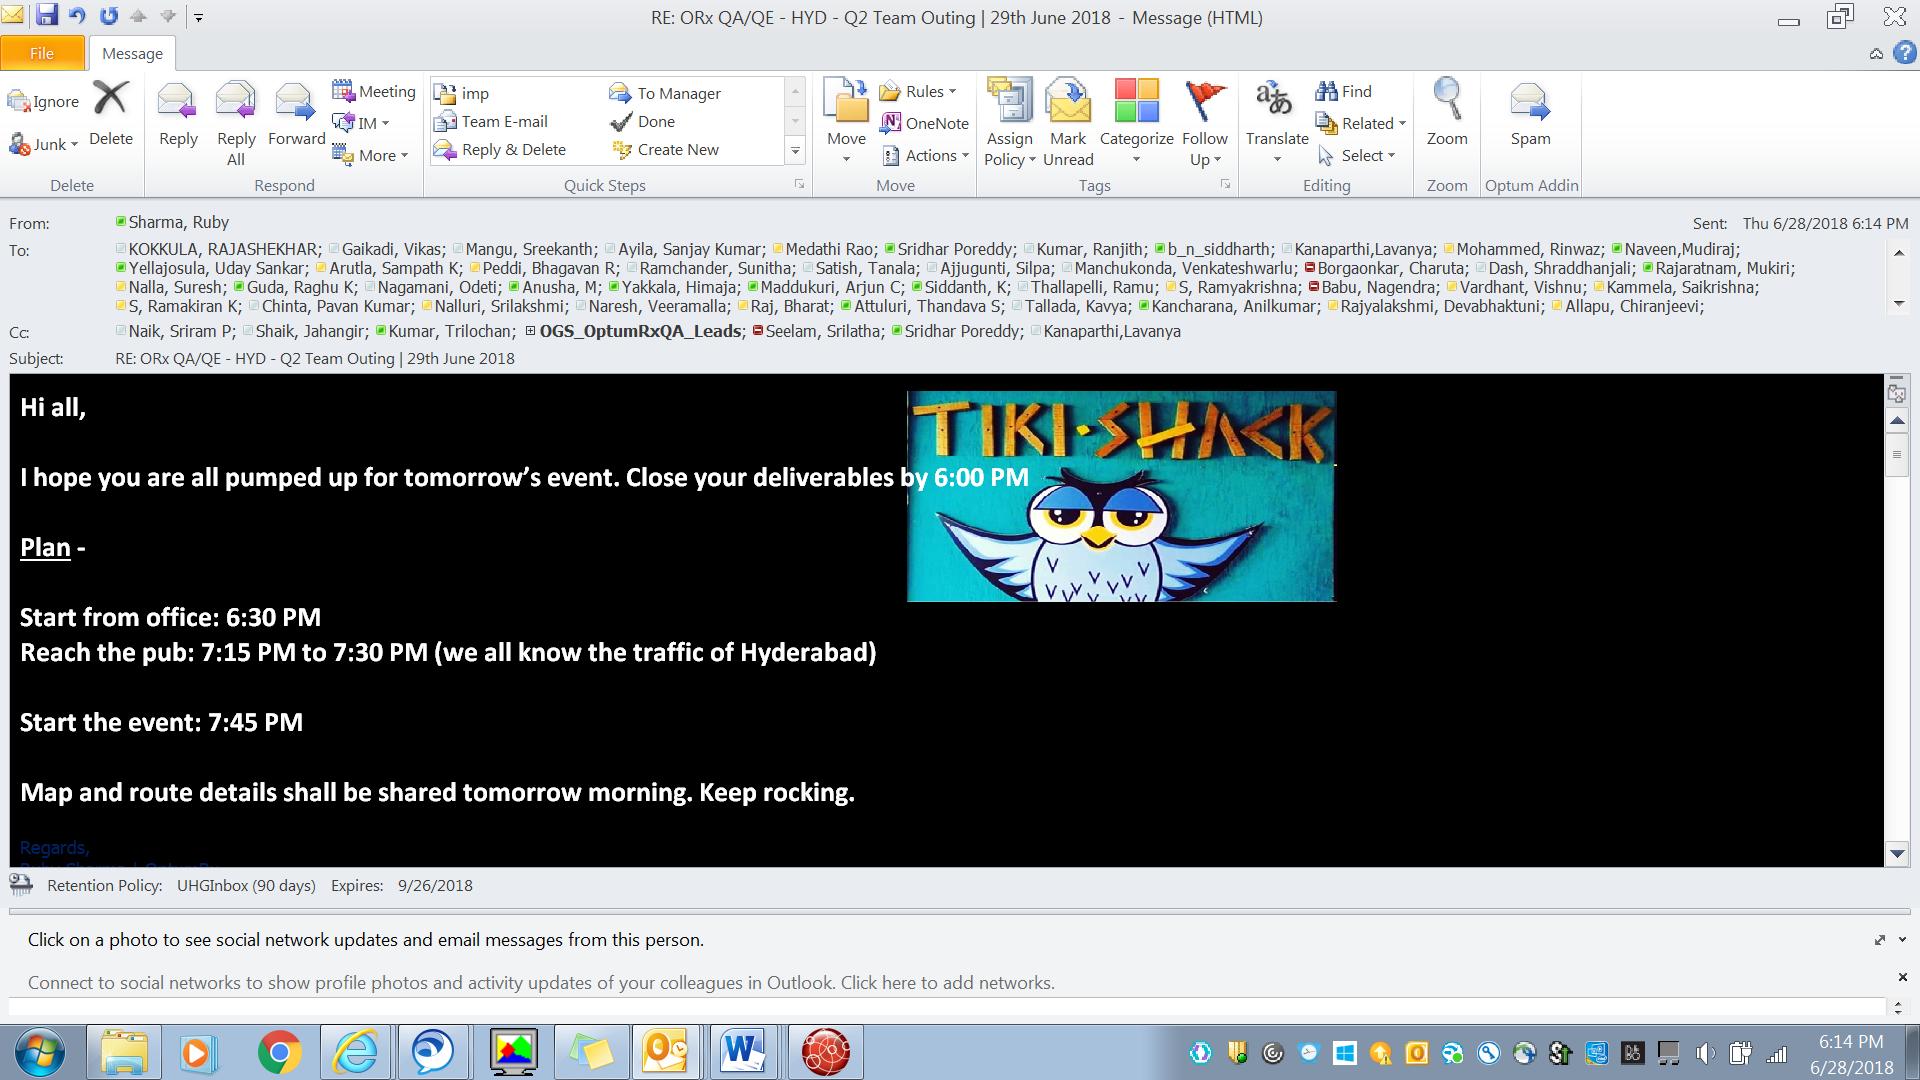 RE: ORx QA/QE - HYD - Q2 Team Outing | 29th June 2018 - Message (HTML)
File Message
Ignore
Junk
Delete
Delete
Reply
Reply All
Forward
Meeting
IM
More
Respond
imp
Team E-mail
Reply & Delete
To Manager
Done
Create New
Quick Steps
Move
Rules
OneNote
Actions
Move
Assign Policy
Mark Unread
Categorize
Follow Up
Tags
Translate
Find
Related
Select
Editing
Zoom
Zoom
Spam
Optum Addin
From: Sharma, Ruby
Sent: Thu 6/28/2018 6:14 PM
To: KOKKULA, RAJASHEKHAR; Gaikadi, Vikas; Mangu, Sreekanth; Ayila, Sanjay Kumar; Medathi Rao; Sridhar Poreddy; Kumar, Ranjith; b_n_siddharth; Kanaparthi,Lavanya; Mohammed, Rinwaz; Naveen,Mudiraj;
Yellajosula, Uday Sankar; Arutla, Sampath K; Peddi, Bhagavan R; Ramchander, Sunitha; Satish, Tanala; Ajjugunti, Silpa; Manchukonda, Venkateshwarlu; Borgaonkar, Charuta; Dash, Shraddhanjali; Rajaratnam, Mukiri;
Nalla, Suresh; Guda, Raghu K; Nagamani, Odeti; Anusha, M; Yakkala, Himaja; Maddukuri, Arjun C; Siddanth, K; Thallapelli, Ramu; S, Ramyakrishna; Babu, Nagendra; Vardhant, Vishnu; Kammela, Saikrishna;
S, Ramakiran K; Chinta, Pavan Kumar; Nalluri, Srilakshmi; Naresh, Veeramalla; Raj, Bharat; Attuluri, Thandava S; Tallada, Kavya; Kancharana, Anilkumar; Rajyalakshmi, Devabhaktuni; Allapu, Chiranjeevi;
Cc: Naik, Sriram P; Shaik, Jahangir; Kumar, Trilochan; OGS_OptumRxQA_Leads; Seelam, Srilatha; Sridhar Poreddy; Kanaparthi,Lavanya
Subject: RE: ORx QA/QE - HYD - Q2 Team Outing | 29th June 2018
Hi all,
TIKI·SHACK
I hope you are all pumped up for tomorrow’s event. Close your deliverables by 6:00 PM
Plan -
Start from office: 6:30 PM
Reach the pub: 7:15 PM to 7:30 PM (we all know the traffic of Hyderabad)
Start the event: 7:45 PM
Map and route details shall be shared tomorrow morning. Keep rocking.
Regards,
Retention Policy: UHGInbox (90 days) Expires: 9/26/2018
Click on a photo to see social network updates and email messages from this person.
Connect to social networks to show profile photos and activity updates of your colleagues in Outlook. Click here to add networks.
6:14 PM
6/28/2018